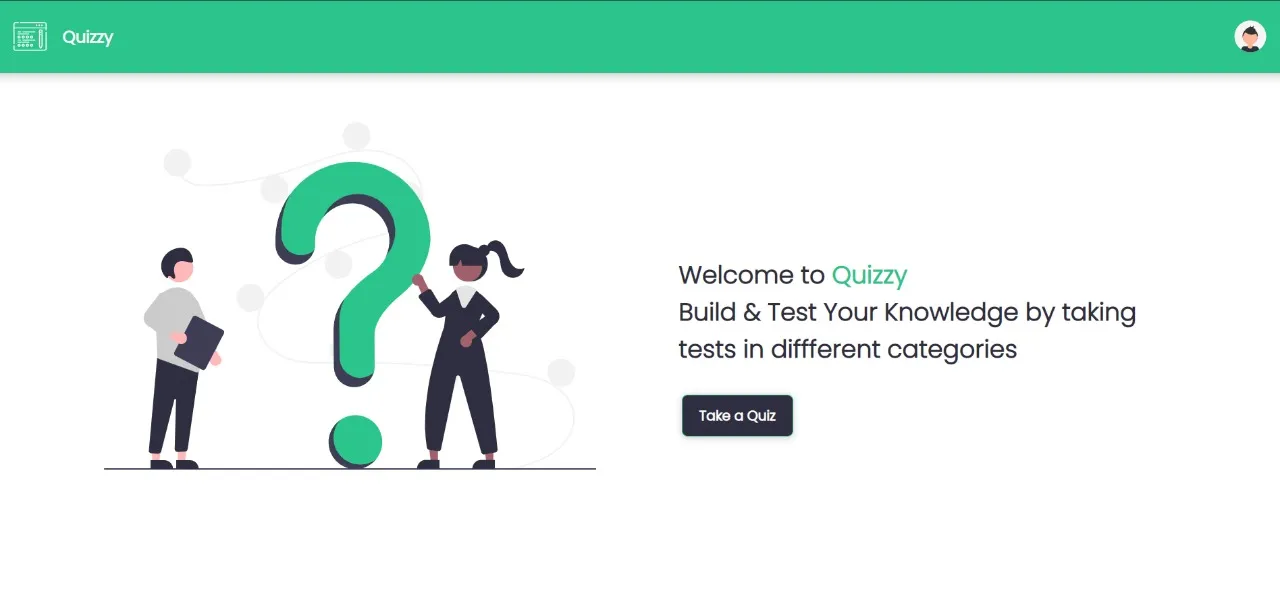 Quizzy
Welcome to Quizzy
Build & Test Your Knowledge by taking
tests in diffferent categories
Take a Quiz